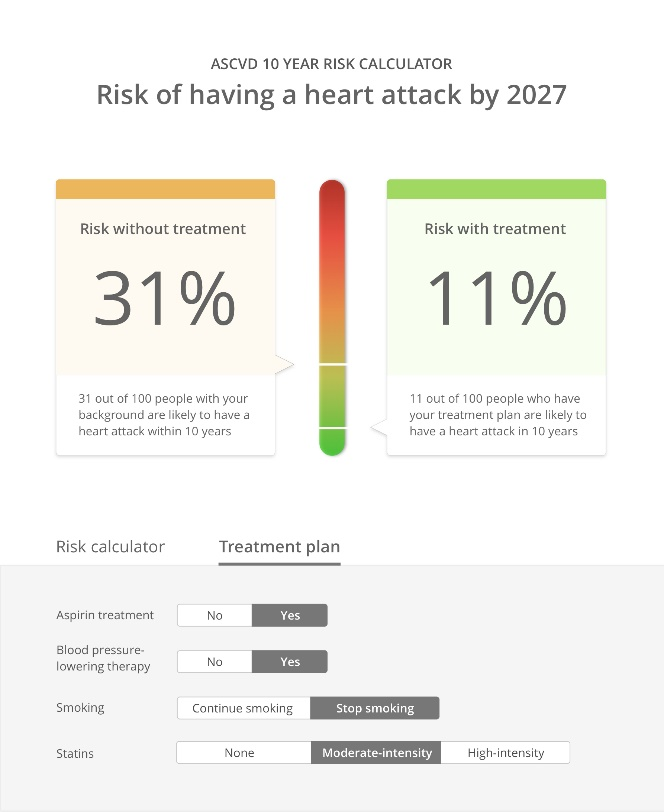 ASCVD 10 YEAR RISK CALCULATOR
Risk of having a heart attack by 2027
Risk without treatment
31%
31 out of 100 people with your
background are likely to have a
heart attack within 10 years
Risk with treatment
11%
11 out of 100 people who have
your treatment plan are likely to
have a heart attack in 10 years
Risk calculator
Treatment plan
Aspirin treatment
No
Yes
Blood pressure-
lowering therapy
No
Yes
Smoking
Continue smoking
Stop smoking
Statins
None
Moderate-intensity
High-intensity